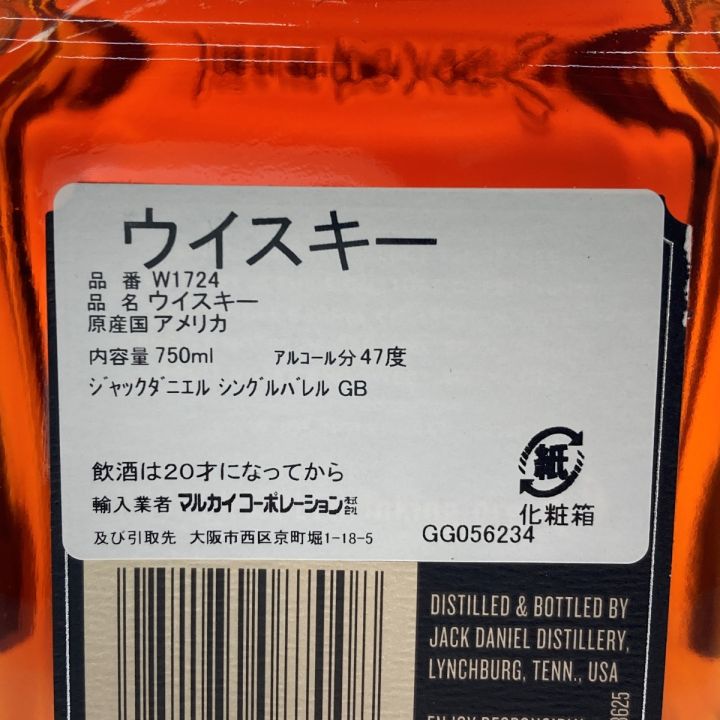 ウイスキー
品 番 W1724
品 名 ウイスキー
原産国 アメリカ
内容量 750ml アルコール分 47度
ジャックダニエル シングルバレル GB
飲酒は20才になってから
紙
輸入業者 マルカイコーポレーション株式会社
化粧箱
及び引取先 大阪市西区京町堀1-18-5
GG056234
DISTILLED & BOTTLED BY
JACK DANIEL DISTILLERY,
LYNCHBURG, TENN., USA
ENJOY RESPONSIBLY